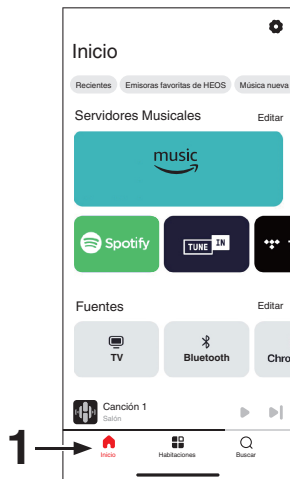 Inicio
Recientes Emisoras favoritas de HEOS Música nueva
Servidores Musicales Editar
music
Spotify TUNE IN
Fuentes Editar
TV Bluetooth Chro
Canción 1
Salón
1
Inicio Habitaciones Buscar